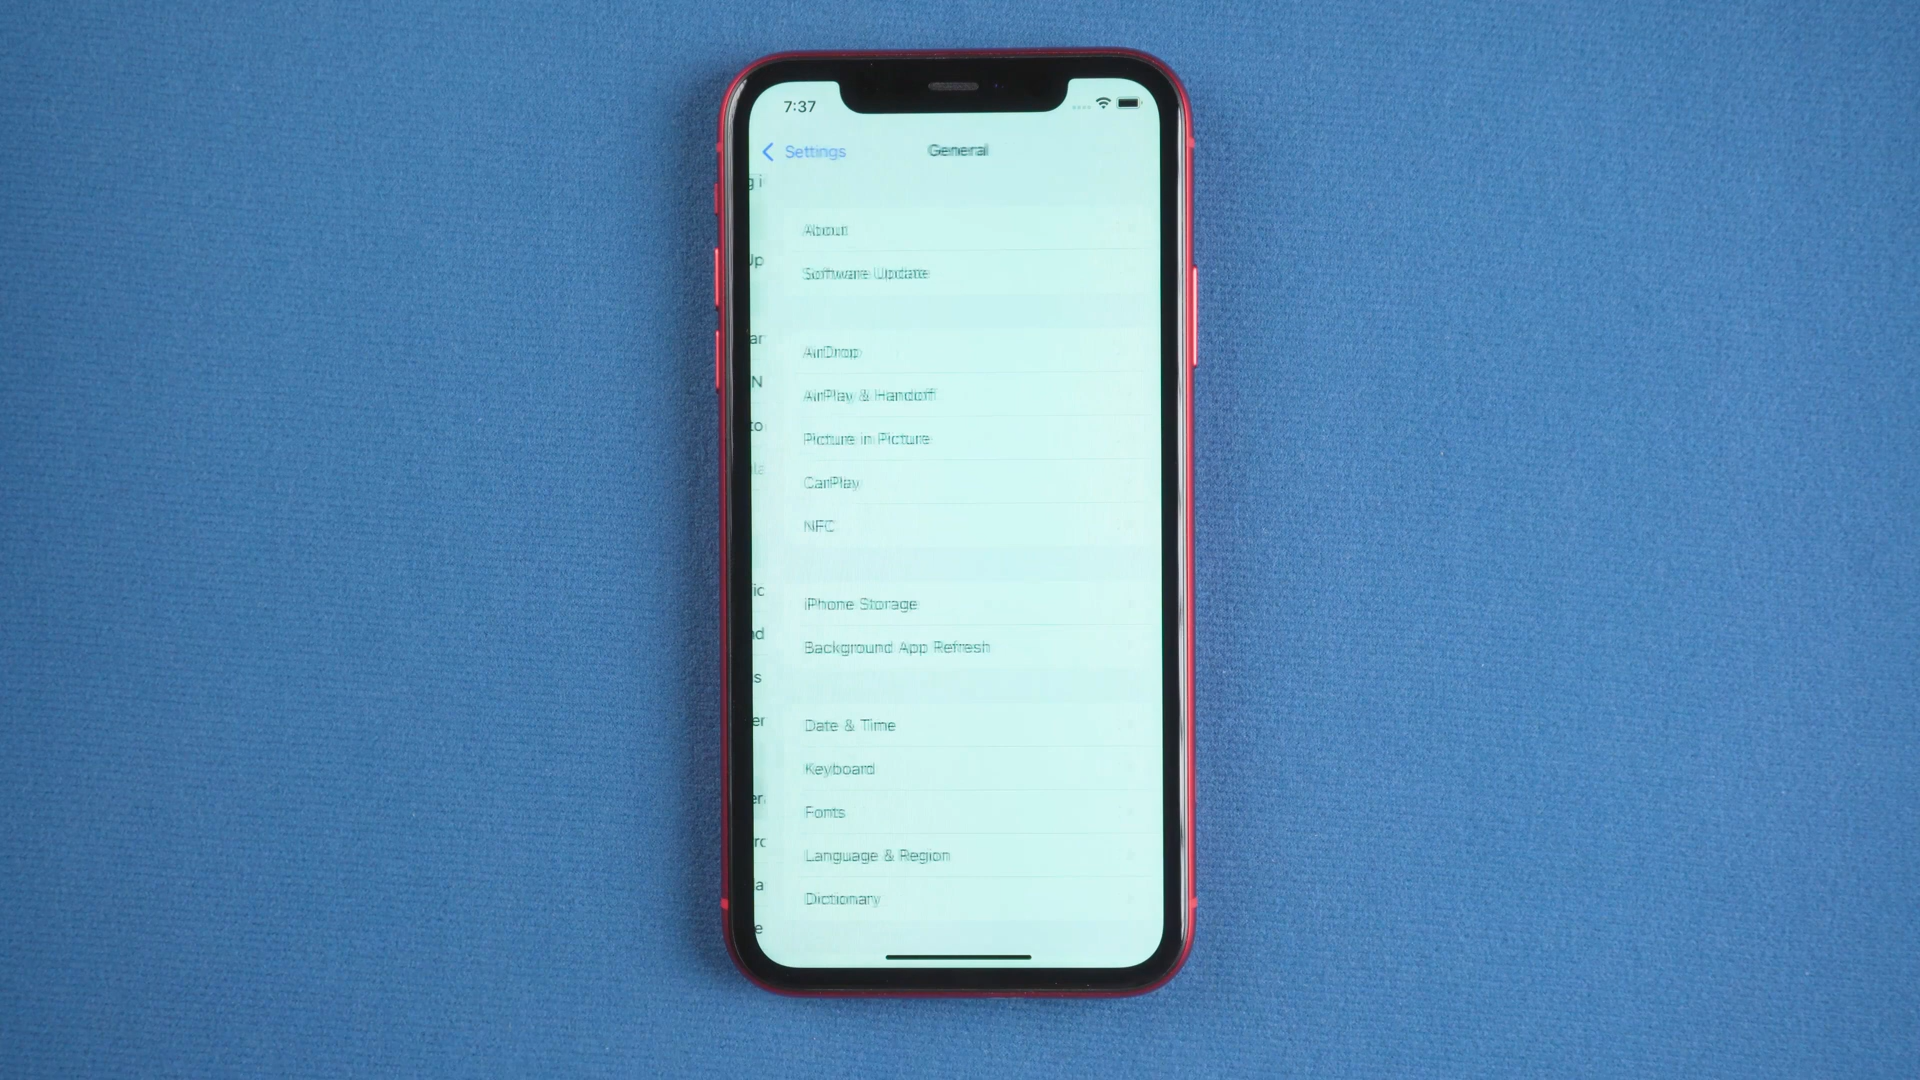 7:37
Settings
General
About
Software Update
AirDrop
AirPlay & Handoff
Picture in Picture
CarPlay
NFC
iPhone Storage
Background App Refresh
Date & Time
Keyboard
Fonts
Language & Region
Dictionary